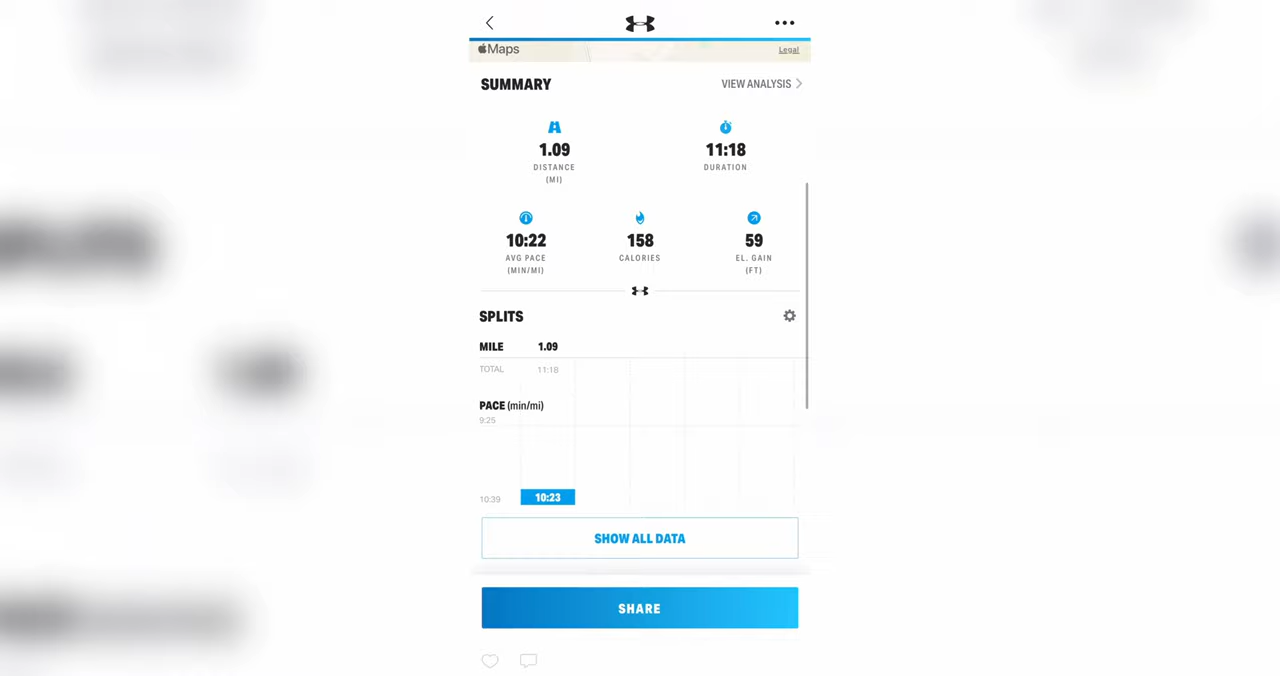 Maps
Legal
SUMMARY
VIEW ANALYSIS
1.09
DISTANCE
(MI)
11:18
DURATION
10:22
AVG PACE
(MIN/MI)
158
CALORIES
59
EL. GAIN
(FT)
SPLITS
MILE 1.09
TOTAL 11:18
PACE (min/mi)
9:25
10:39 10:23
SHOW ALL DATA
SHARE